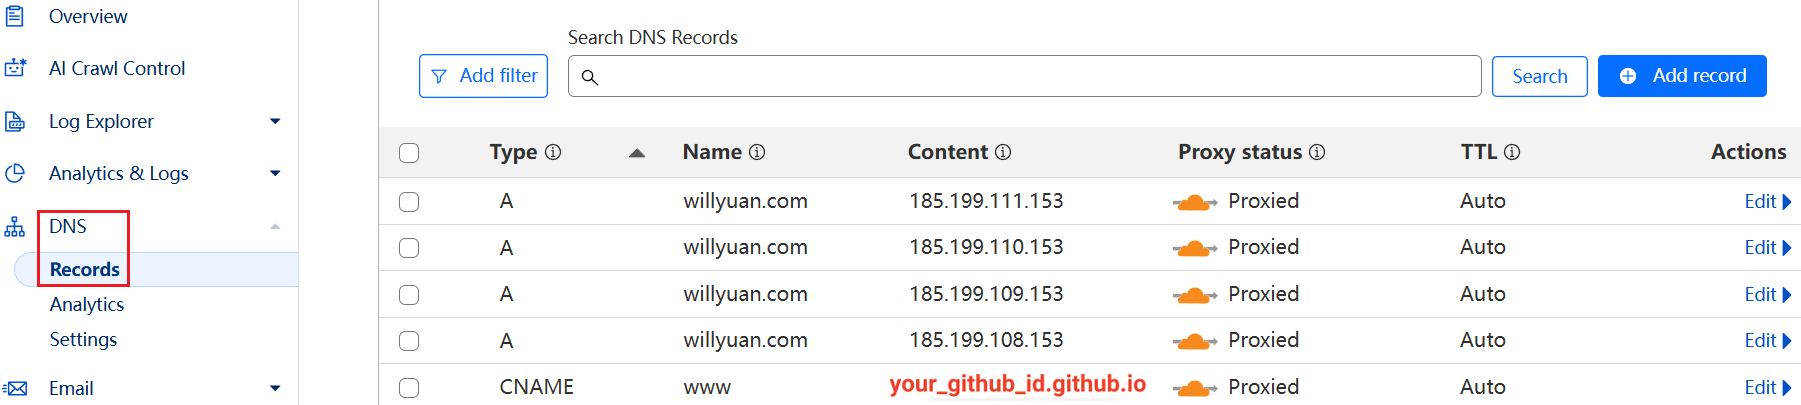 Overview
AI Crawl Control
Log Explorer
Analytics & Logs
DNS
Records
Analytics
Settings
Email
Search DNS Records
Add filter
Search
Add record
Type Name Content Proxy status TTL Actions
A willyuan.com 185.199.111.153 Proxied Auto Edit
A willyuan.com 185.199.110.153 Proxied Auto Edit
A willyuan.com 185.199.109.153 Proxied Auto Edit
A willyuan.com 185.199.108.153 Proxied Auto Edit
CNAME www your_github_id.github.io Proxied Auto Edit